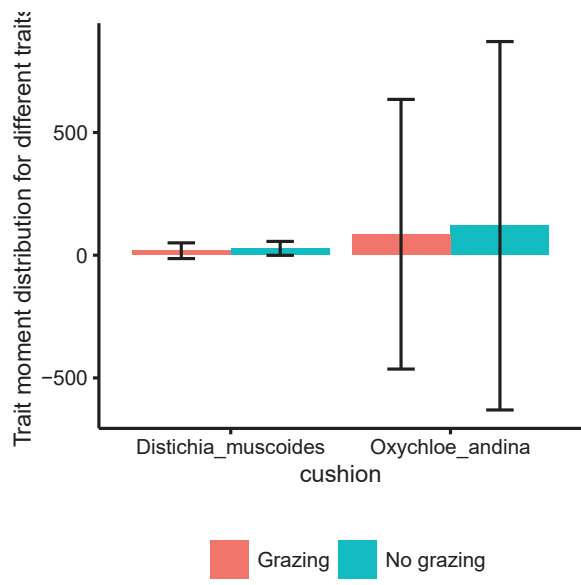 Trait moment distribution for different traits
500
0
−500
Distichia_muscoides Oxychloe_andina
cushion
Grazing No grazing